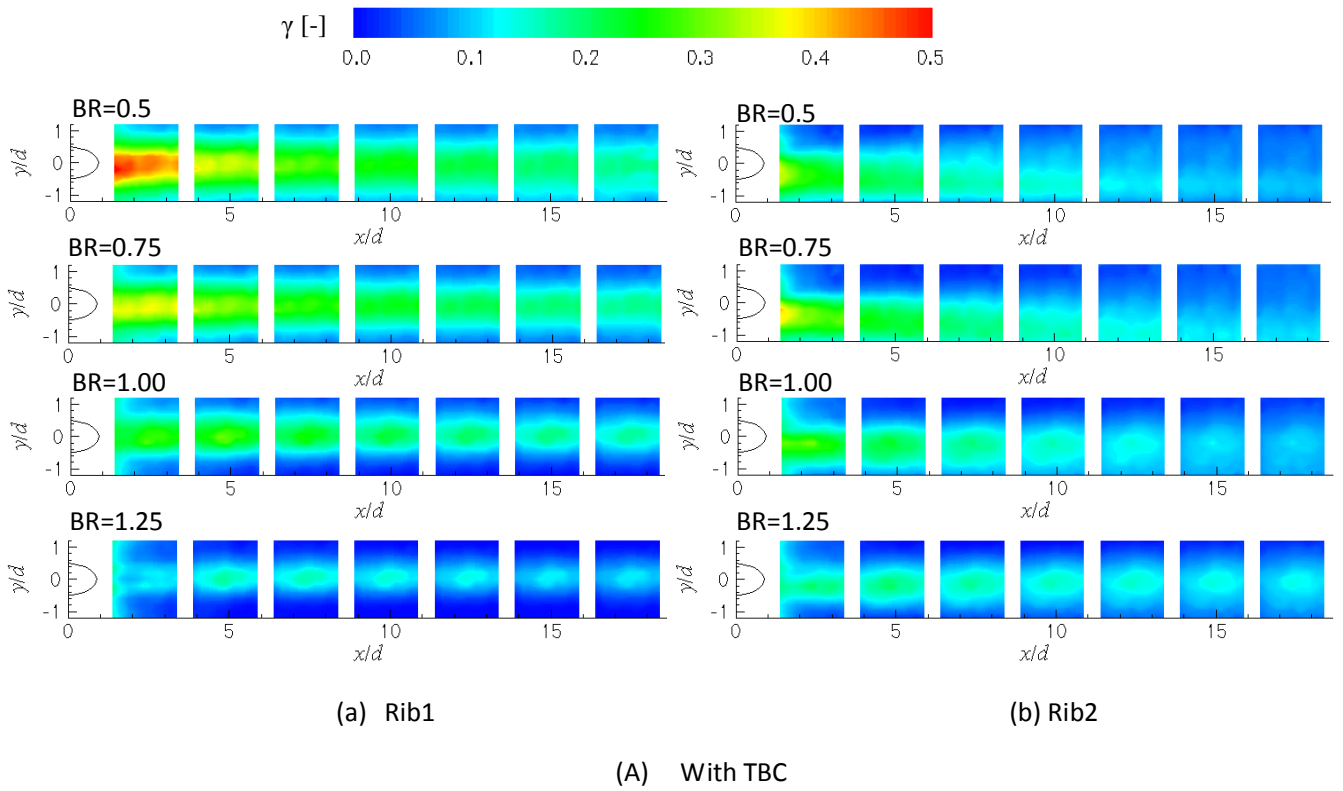 γ [-]
0.0 0.1 0.2 0.3 0.4 0.5
BR=0.5
y/d
1
0
-1
0 5 10 15
x/d
BR=0.75
y/d
1
0
-1
0 5 10 15
x/d
BR=1.00
y/d
1
0
-1
0 5 10 15
x/d
BR=1.25
y/d
1
0
-1
0 5 10 15
x/d
(a) Rib1
BR=0.5
y/d
1
0
-1
0 5 10 15
x/d
BR=0.75
y/d
1
0
-1
0 5 10 15
x/d
BR=1.00
y/d
1
0
-1
0 5 10 15
x/d
BR=1.25
y/d
1
0
-1
0 5 10 15
x/d
(b) Rib2
(A) With TBC